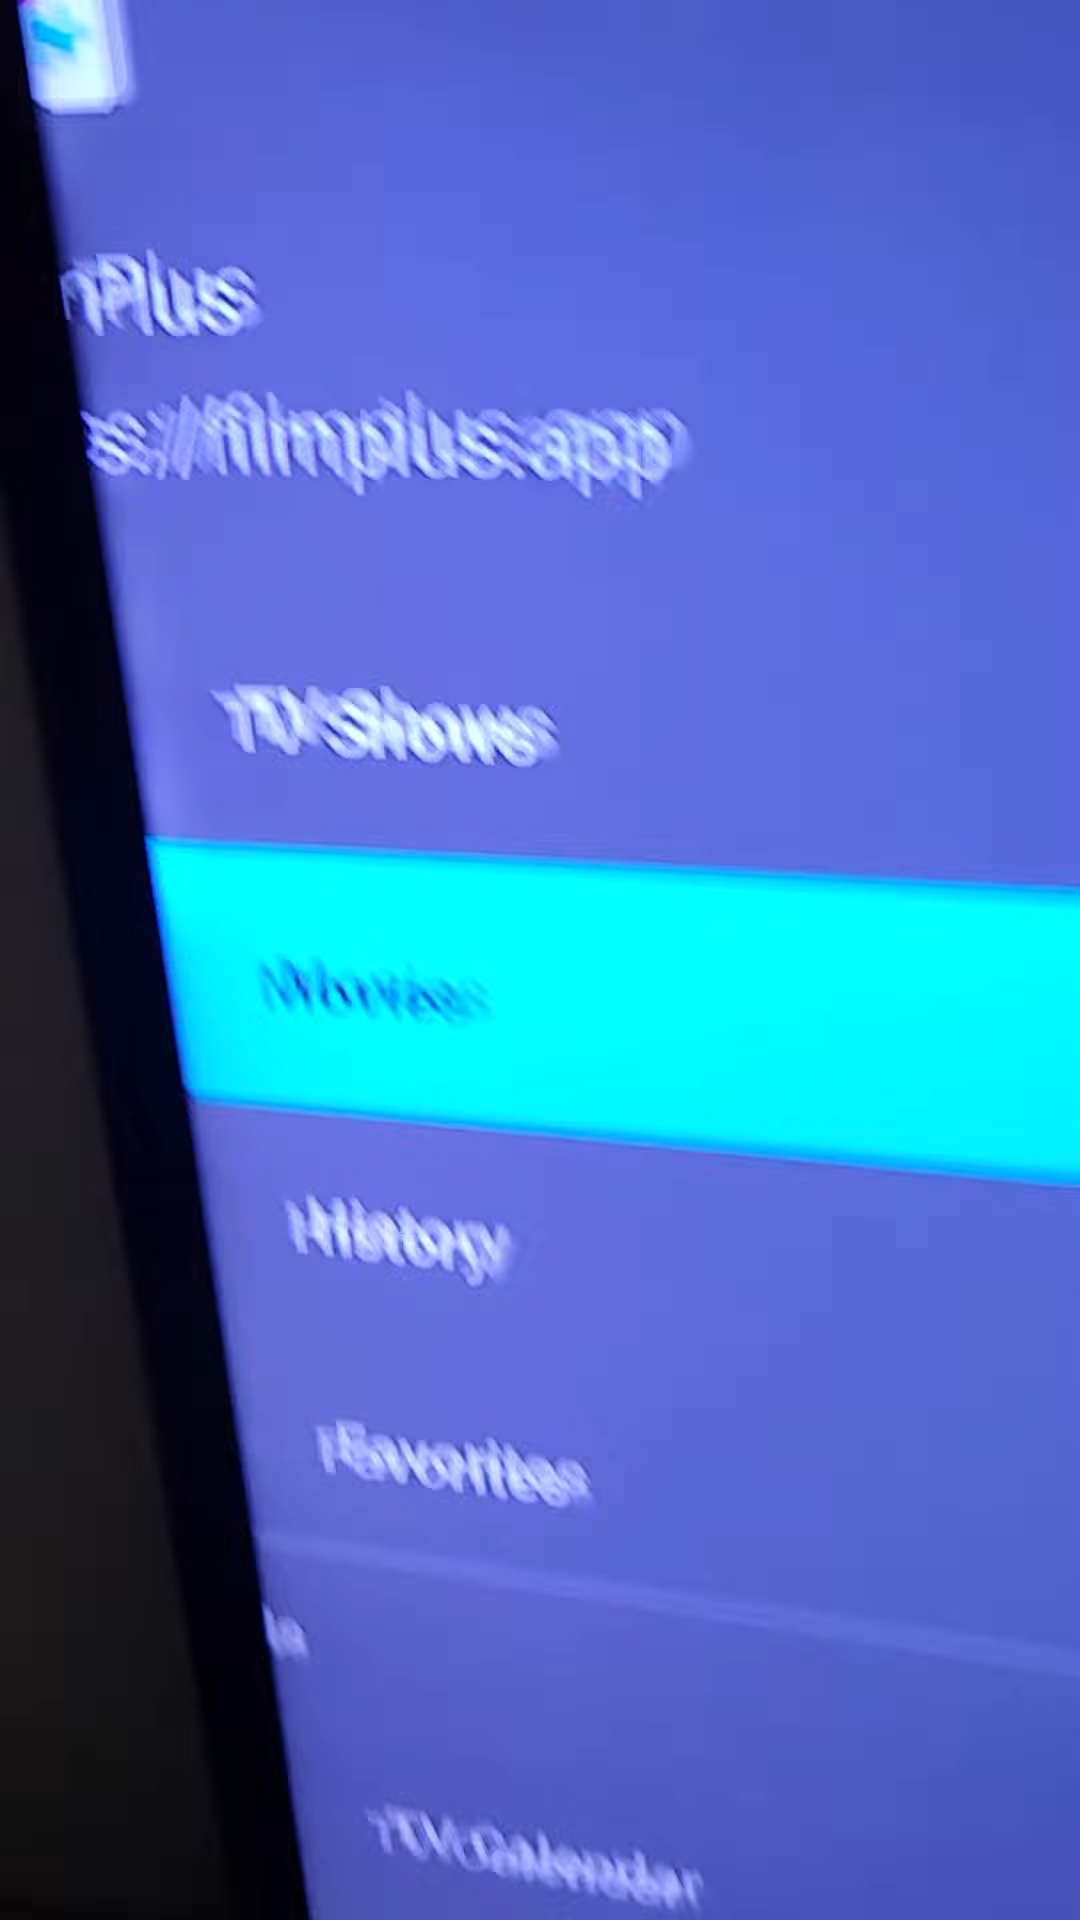 nPlus
s://filmplus.app
TV Shows
Movies
History
Favorites
TV Calendar